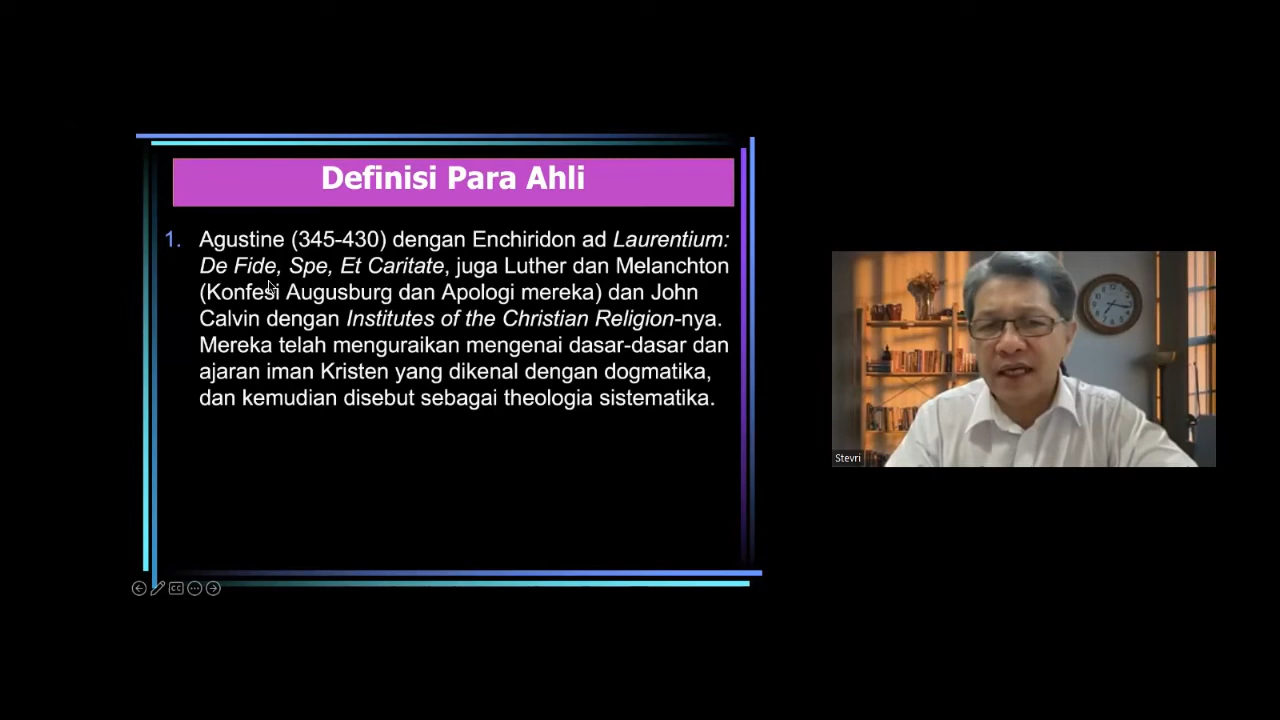 Definisi Para Ahli
1. Agustine (345-430) dengan Enchiridon ad Laurentium:
De Fide, Spe, Et Caritate, juga Luther dan Melanchton
(Konfesi Augusburg dan Apologi mereka) dan John
Calvin dengan Institutes of the Christian Religion-nya.
Mereka telah menguraikan mengenai dasar-dasar dan
ajaran iman Kristen yang dikenal dengan dogmatika,
dan kemudian disebut sebagai theologia sistematika.
CC
Stevri